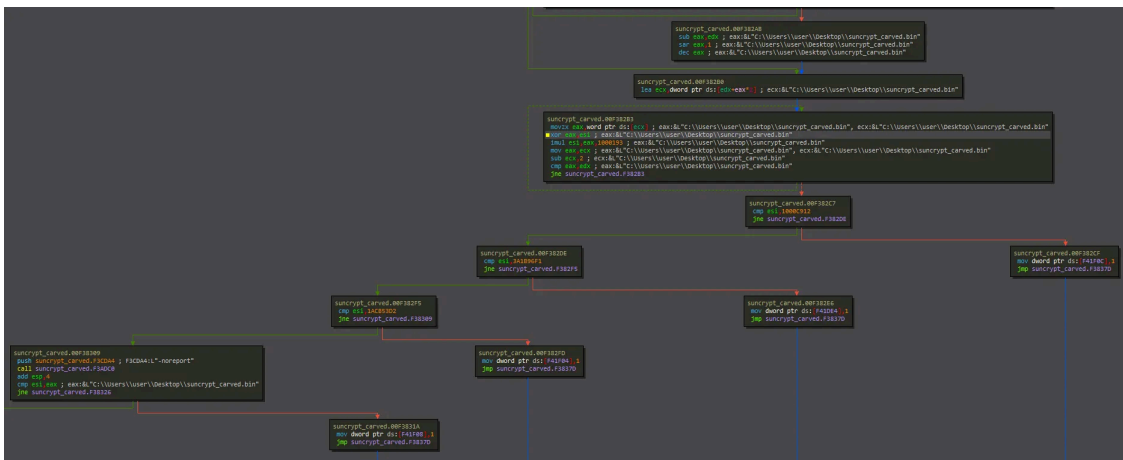 suncrypt_carved.00F382A8
sub eax,edx ; eax:&L"C:\\Users\\user\\Desktop\\suncrypt_carved.bin"
sar eax,1 ; eax:&L"C:\\Users\\user\\Desktop\\suncrypt_carved.bin"
dec eax ; eax:&L"C:\\Users\\user\\Desktop\\suncrypt_carved.bin"
suncrypt_carved.00F382B0
lea ecx,dword ptr ds:[edx+eax*2] ; ecx:&L"C:\\Users\\user\\Desktop\\suncrypt_carved.bin"
suncrypt_carved.00F382B3
movzx eax,word ptr ds:[ecx] ; eax:&L"C:\\Users\\user\\Desktop\\suncrypt_carved.bin", ecx:&L"C:\\Users\\user\\Desktop\\suncrypt_carved.bin"
xor eax,esi ; eax:&L"C:\\Users\\user\\Desktop\\suncrypt_carved.bin"
imul esi,eax,1000193 ; eax:&L"C:\\Users\\user\\Desktop\\suncrypt_carved.bin"
mov eax,ecx ; eax:&L"C:\\Users\\user\\Desktop\\suncrypt_carved.bin", ecx:&L"C:\\Users\\user\\Desktop\\suncrypt_carved.bin"
sub ecx,2 ; ecx:&L"C:\\Users\\user\\Desktop\\suncrypt_carved.bin"
cmp eax,edx ; eax:&L"C:\\Users\\user\\Desktop\\suncrypt_carved.bin"
jne suncrypt_carved.F382B3
suncrypt_carved.00F382C7
cmp esi,1000C912
jne suncrypt_carved.F382DE
suncrypt_carved.00F382DE
cmp esi,3A1B96F1
jne suncrypt_carved.F382F5
suncrypt_carved.00F382CF
mov dword ptr ds:[F41F0C],1
jmp suncrypt_carved.F3837D
suncrypt_carved.00F382F5
cmp esi,1AC853D2
jne suncrypt_carved.F38309
suncrypt_carved.00F382E6
mov dword ptr ds:[F41DE4],1
jmp suncrypt_carved.F3837D
suncrypt_carved.00F38309
push suncrypt_carved.F3CDA4 ; F3CDA4:L"-noreport"
call suncrypt_carved.F3ADC0
add esp,4
cmp esi,eax ; eax:&L"C:\\Users\\user\\Desktop\\suncrypt_carved.bin"
jne suncrypt_carved.F38326
suncrypt_carved.00F382FD
mov dword ptr ds:[F41F04],1
jmp suncrypt_carved.F3837D
suncrypt_carved.00F3831A
mov dword ptr ds:[F41F08],1
jmp suncrypt_carved.F3837D